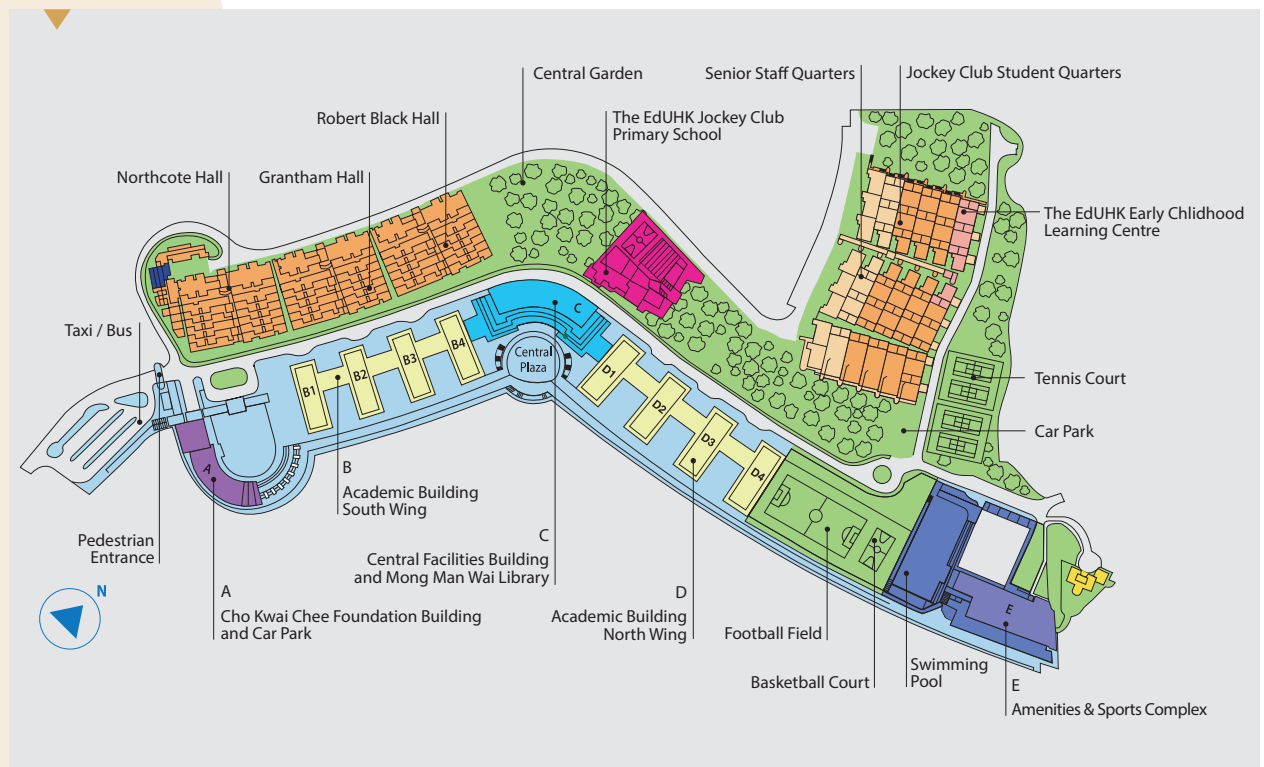 Central Garden
Senior Staff Quarters
Jockey Club Student Quarters
Robert Black Hall
The EdUHK Jockey Club
Primary School
Northcote Hall
Grantham Hall
The EdUHK Early Chlidhood
Learning Centre
Taxi / Bus
C
Central
Plaza
B1
B2
B3
B4
D1
D2
D3
D4
Tennis Court
Car Park
A
B
Academic Building
South Wing
Pedestrian
Entrance
N
C
Central Facilities Building
and Mong Man Wai Library
A
Cho Kwai Chee Foundation Building
and Car Park
D
Academic Building
North Wing
Football Field
Basketball Court
Swimming
Pool
E
E
Amenities & Sports Complex